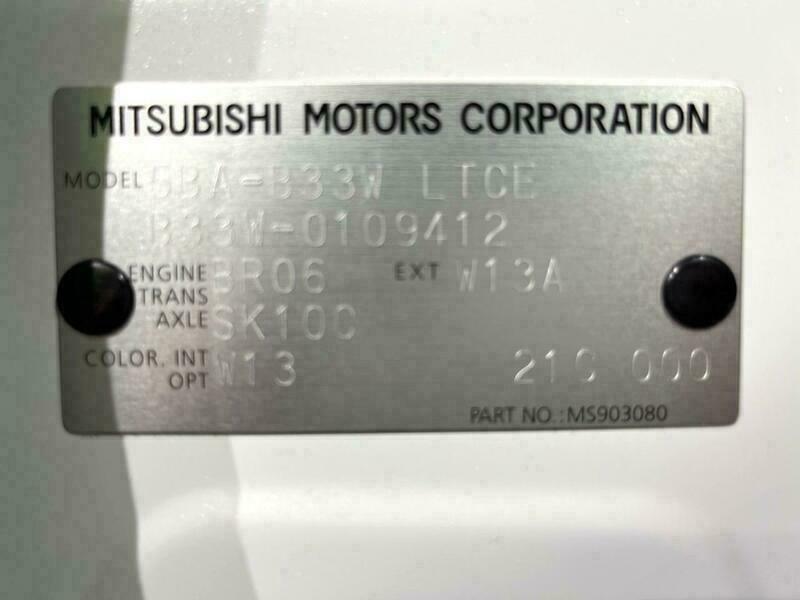 MITSUBISHI MOTORS CORPORATION
MODEL 5BA-B33W LTCE
B33W-0109412
ENGINE BR06 EXT W13A
TRANS
AXLE SK10C
COLOR. INT W13 21C 000
OPT
PART NO.:MS903080